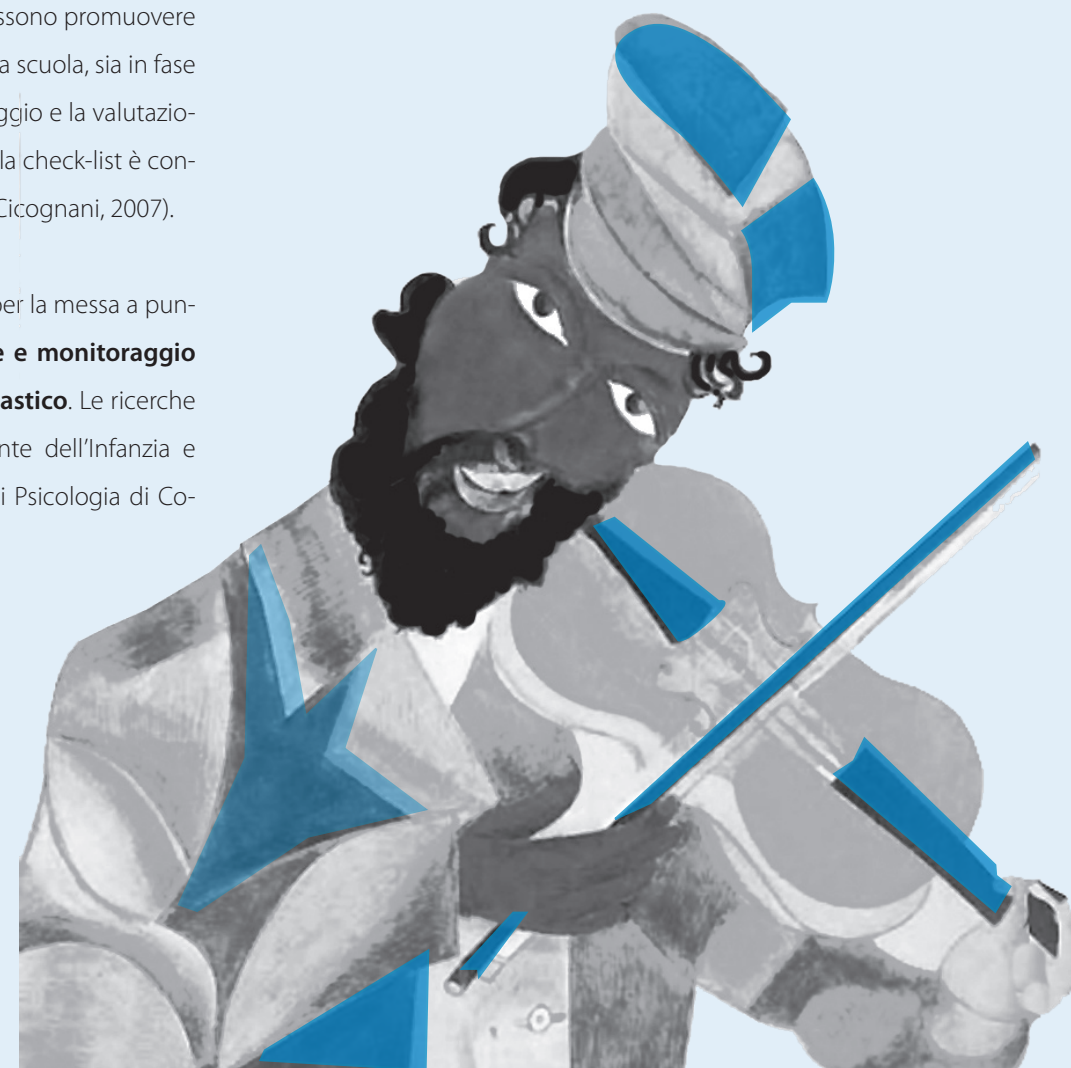 ssono promuovere
a scuola, sia in fase
ggio e la valutazio-
la check-list è con-
Cicognani, 2007).
per la messa a pun-
e e monitoraggio
astico. Le ricerche
nte dell’Infanzia e
i Psicologia di Co-